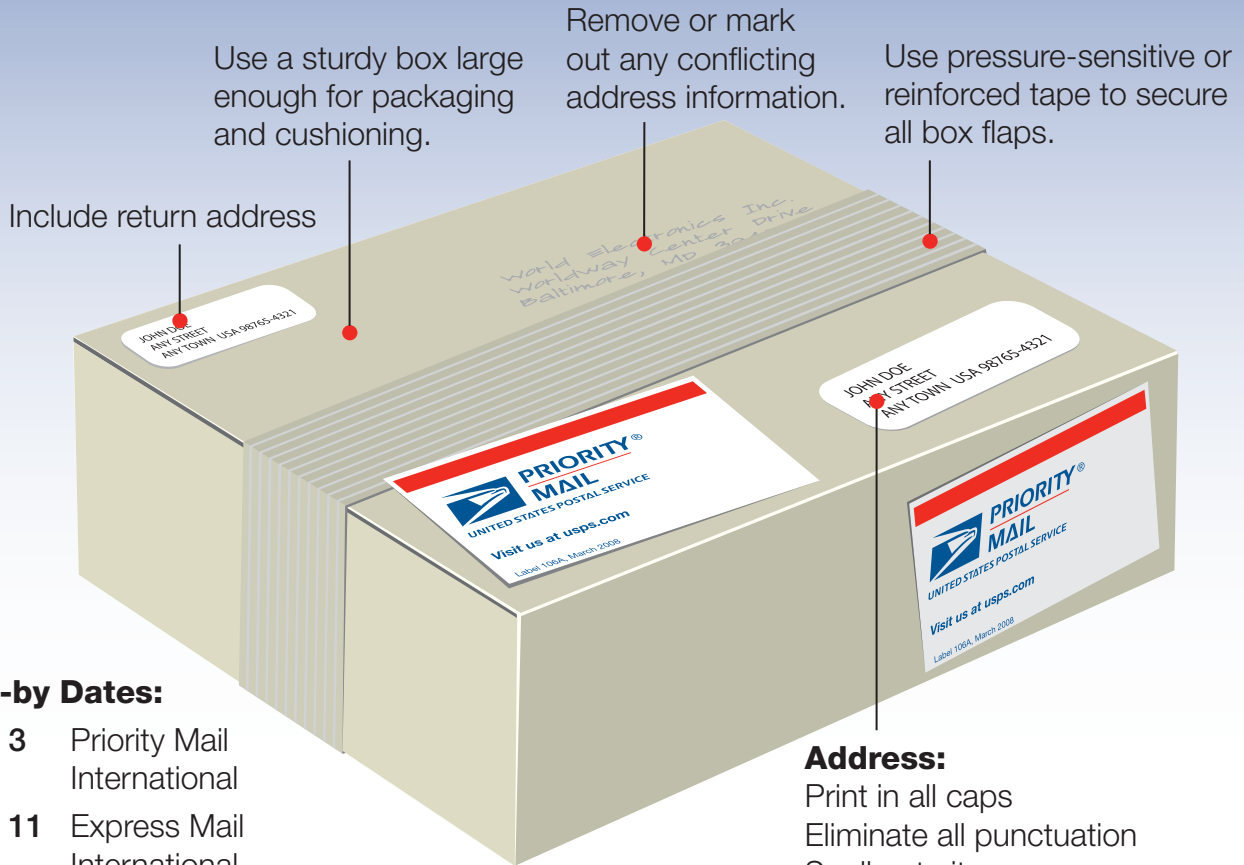 Remove or mark
out any conflicting
address information.
Use a sturdy box large
enough for packaging
and cushioning.
Use pressure-sensitive or
reinforced tape to secure
all box flaps.
Include return address
World Electronics Inc.
Worldway Center Drive
Baltimore, MD
JOHN DOE
ANY STREET
ANY TOWN USA 98765-4321
JOHN DOE
ANY STREET
ANY TOWN USA 98765-4321
PRIORITY®
MAIL
UNITED STATES POSTAL SERVICE
Visit us at usps.com
Label 106A, March 2008
PRIORITY®
MAIL
UNITED STATES POSTAL SERVICE
Visit us at usps.com
Label 106A, March 2008
-by Dates:
3 Priority Mail
International
11 Express Mail
International
Address:
Print in all caps
Eliminate all punctuation